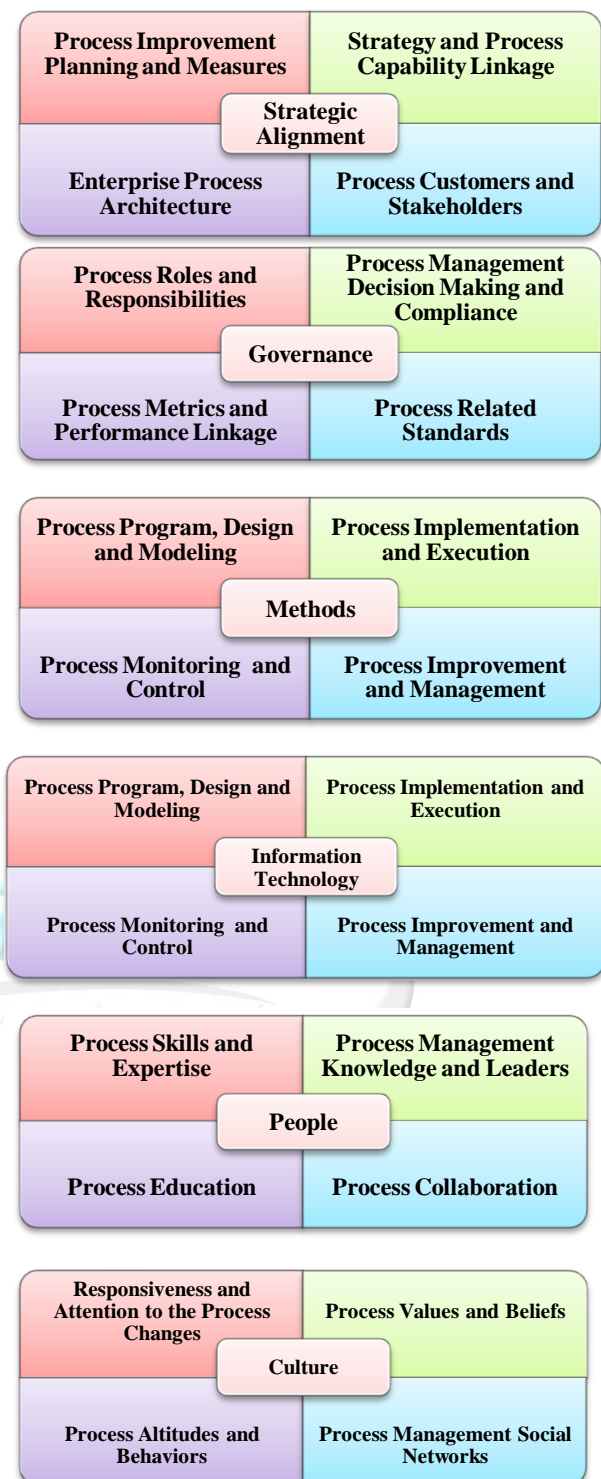 Process Improvement
Planning and Measures
Strategy and Process
Capability Linkage
Strategic
Alignment
Enterprise Process
Architecture
Process Customers and
Stakeholders
Process Roles and
Responsibilities
Process Management
Decision Making and
Compliance
Governance
Process Metrics and
Performance Linkage
Process Related
Standards
Process Program, Design
and Modeling
Process Implementation
and Execution
Methods
Process Monitoring and
Control
Process Improvement
and Management
Process Program, Design and
Modeling
Process Implementation and
Execution
Information
Technology
Process Monitoring and
Control
Process Improvement and
Management
Process Skills and
Expertise
Process Management
Knowledge and Leaders
People
Process Education
Process Collaboration
Responsiveness and
Attention to the Process
Changes
Process Values and Beliefs
Culture
Process Altitudes and
Behaviors
Process Management Social
Networks